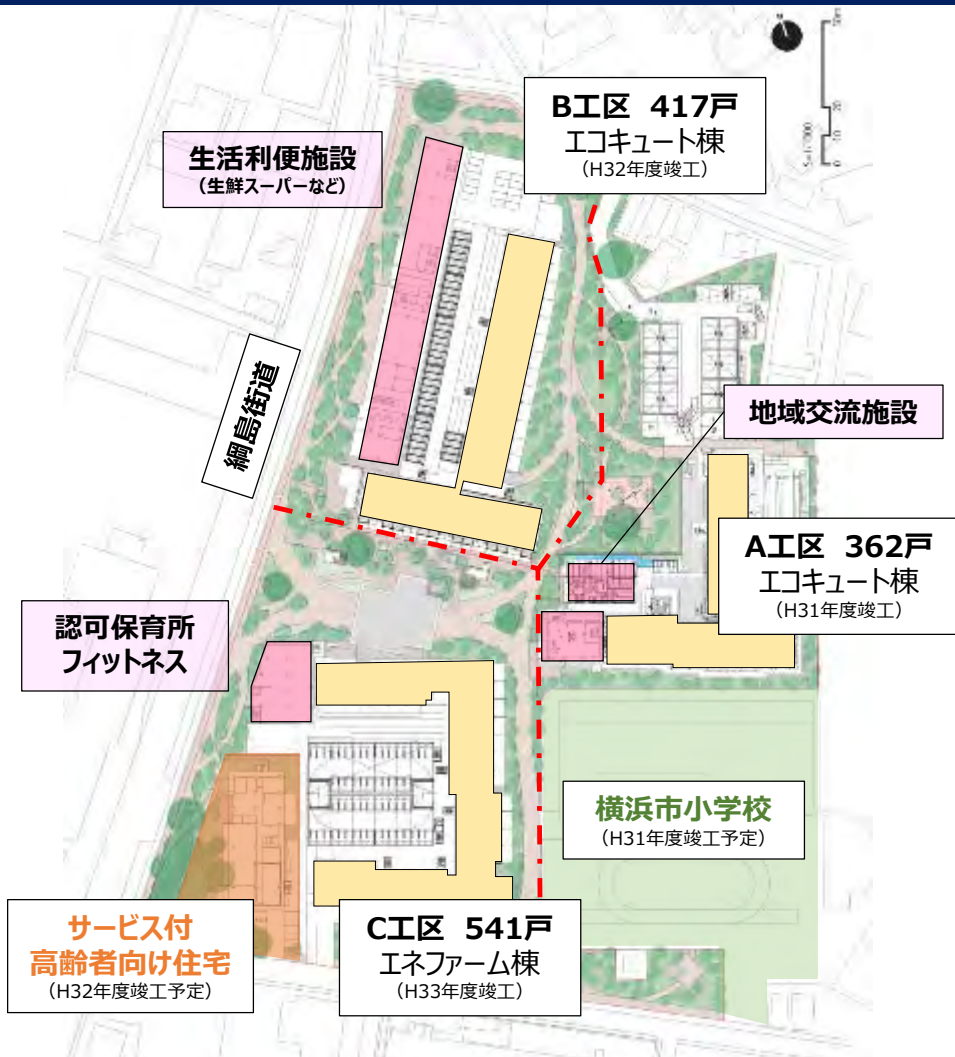 B工区 417戸
エコキュート棟
(H32年度竣工)
生活利便施設
(生鮮スーパーなど)
綱島街道
地域交流施設
A工区 362戸
エコキュート棟
(H31年度竣工)
認可保育所
フィットネス
横浜市小学校
(H31年度竣工予定)
サービス付
高齢者向け住宅
(H32年度竣工予定)
C工区 541戸
エネファーム棟
(H33年度竣工)